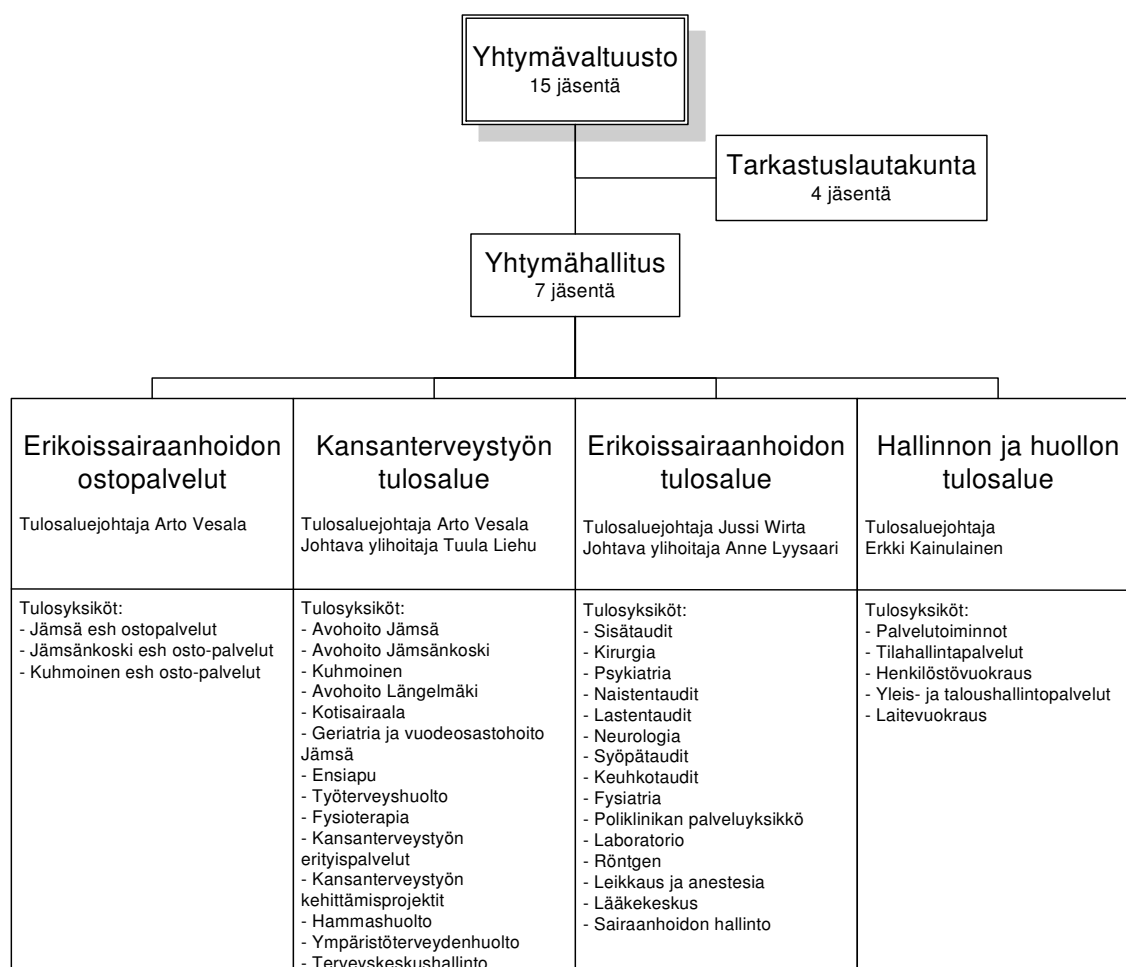 Yhtymävaltuusto
15 jäsentä
Tarkastuslautakunta
4 jäsentä
Yhtymähallitus
7 jäsentä
Erikoissairaanhoidon
ostopalvelut
Tulosaluejohtaja Arto Vesala
Tulosyksiköt:
- Jämsä esh ostopalvelut
- Jämsänkoski esh osto-palvelut
- Kuhmoinen esh osto-palvelut
Kansanterveystyön
tulosalue
Tulosaluejohtaja Arto Vesala
Johtava ylihoitaja Tuula Liehu
Tulosyksiköt:
- Avohoito Jämsä
- Avohoito Jämsänkoski
- Kuhmoinen
- Avohoito Längelmäki
- Kotisairaala
- Geriatria ja vuodeosastohoito
Jämsä
- Ensiapu
- Työterveyshuolto
- Fysioterapia
- Kansanterveystyön
erityispalvelut
- Kansanterveystyön
kehittämisprojektit
- Hammashuolto
- Ympäristöterveydenhuolto
- Terveyskeskushallinto
Erikoissairaanhoidon
tulosalue
Tulosaluejohtaja Jussi Wirta
Johtava ylihoitaja Anne Lyysaari
Tulosyksiköt:
- Sisätaudit
- Kirurgia
- Psykiatria
- Naistentaudit
- Lastentaudit
- Neurologia
- Syöpätaudit
- Keuhkotaudit
- Fysiatria
- Poliklinikan palveluyksikkö
- Laboratorio
- Röntgen
- Leikkaus ja anestesia
- Lääkekeskus
- Sairaanhoidon hallinto
Hallinnon ja huollon
tulosalue
Tulosaluejohtaja
Erkki Kainulainen
Tulosyksiköt:
- Palvelutoiminnot
- Tilahallintapalvelut
- Henkilöstövuokraus
- Yleis- ja taloushallintopalvelut
- Laitevuokraus